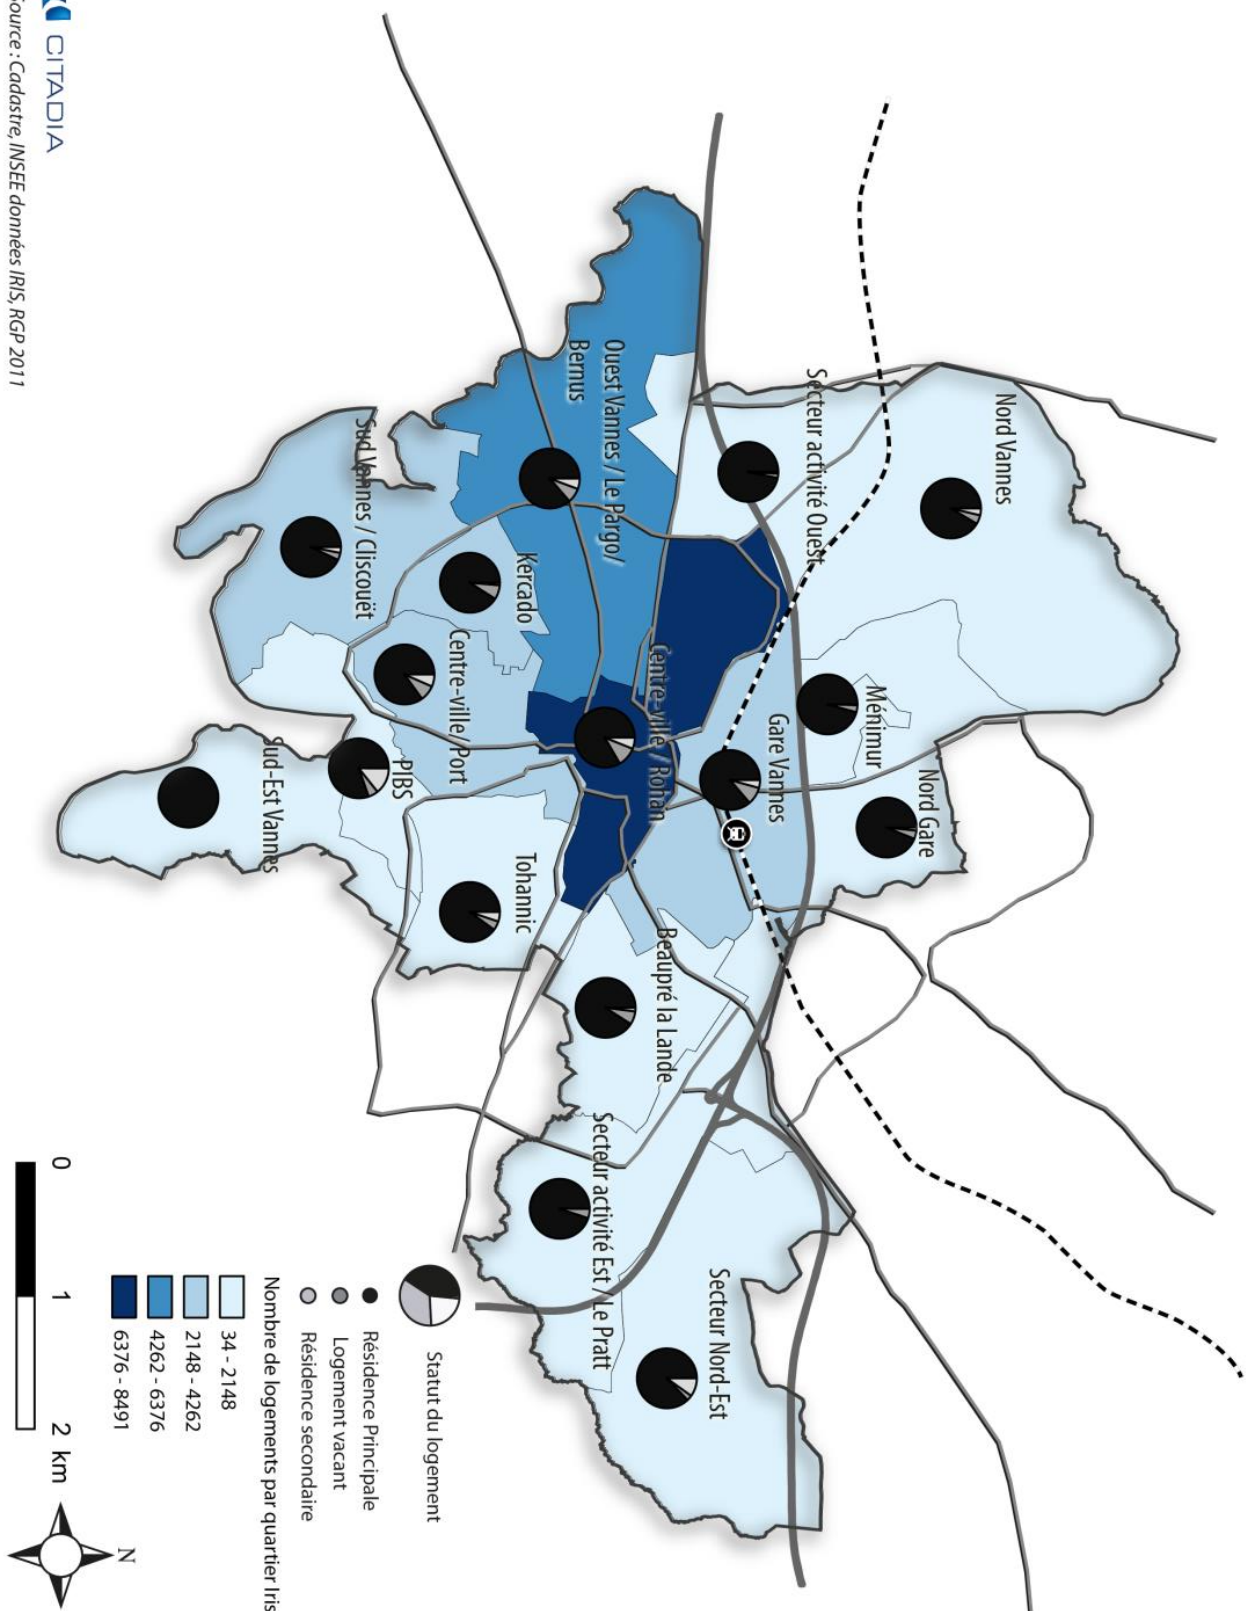 Nord Vannes
Secteur activité Ouest
Ménimur
Nord Gare
Gare Vannes
Ouest Vannes / Le Pargo/
Bernus
Centre-ville / Rohan
Beaupré la Lande
Secteur Nord-Est
Secteur activité Est / Le Pratt
Kercado
Tohannic
Centre-ville / Port
PIBS
Sud Vannes / Cliscouët
Sud-Est Vannes
Statut du logement
Résidence Principale
Logement vacant
Résidence secondaire
Nombre de logements par quartier Iris
34 - 2148
2148 - 4262
4262 - 6376
6376 - 8491
0 1 2 km
N
CITADIA
Source : Cadastre, INSEE données IRIS, RGP 2011